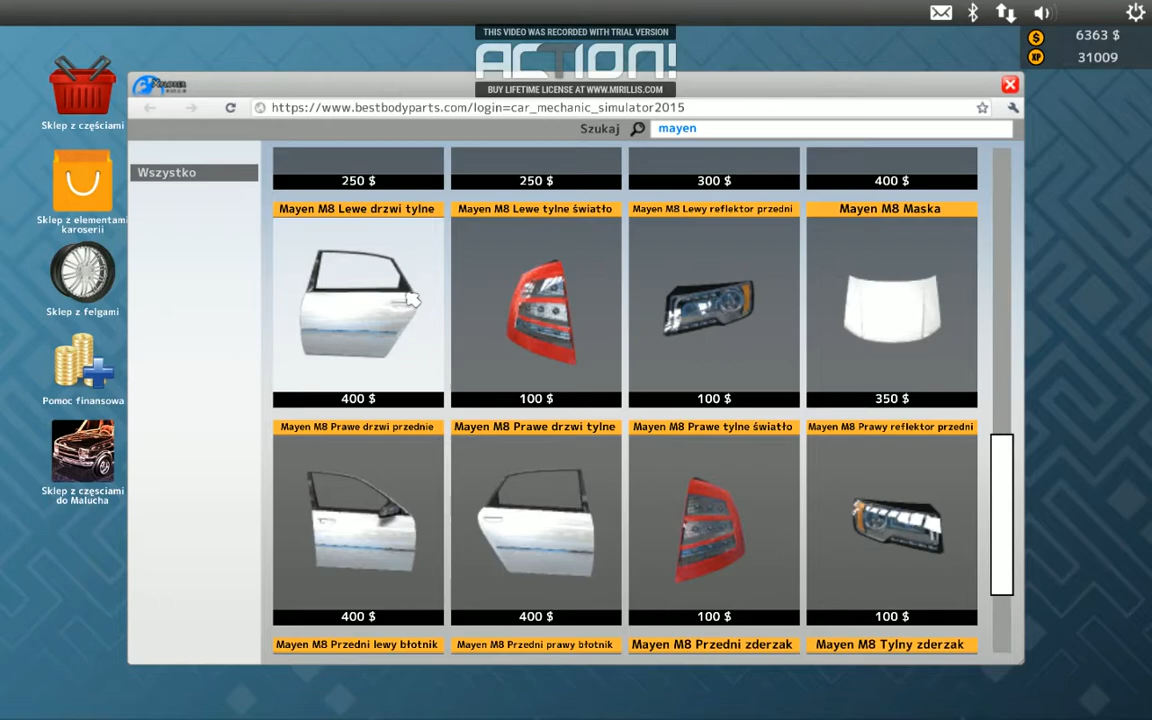 THIS VIDEO WAS RECORDED WITH TRIAL VERSION
ACTION!
BUY LIFETIME LICENSE AT WWW.MIRILLIS.COM
6363 $
XP 31009
https://www.bestbodyparts.com/login=car_mechanic_simulator2015
Szukaj mayen
Wszystko
Sklep z częściami
Sklep z elementami
karoserii
Sklep z felgami
Pomoc finansowa
Sklep z częsciami
do Malucha
250 $ 250 $ 300 $ 400 $
Mayen M8 Lewe drzwi tylne Mayen M8 Lewe tylne światło Mayen M8 Lewy reflektor przedni Mayen M8 Maska
400 $ 100 $ 100 $ 350 $
Mayen M8 Prawe drzwi przednie Mayen M8 Prawe drzwi tylne Mayen M8 Prawe tylne światło Mayen M8 Prawy reflektor przedni
400 $ 400 $ 100 $ 100 $
Mayen M8 Przedni lewy błotnik Mayen M8 Przedni prawy błotnik Mayen M8 Przedni zderzak Mayen M8 Tylny zderzak